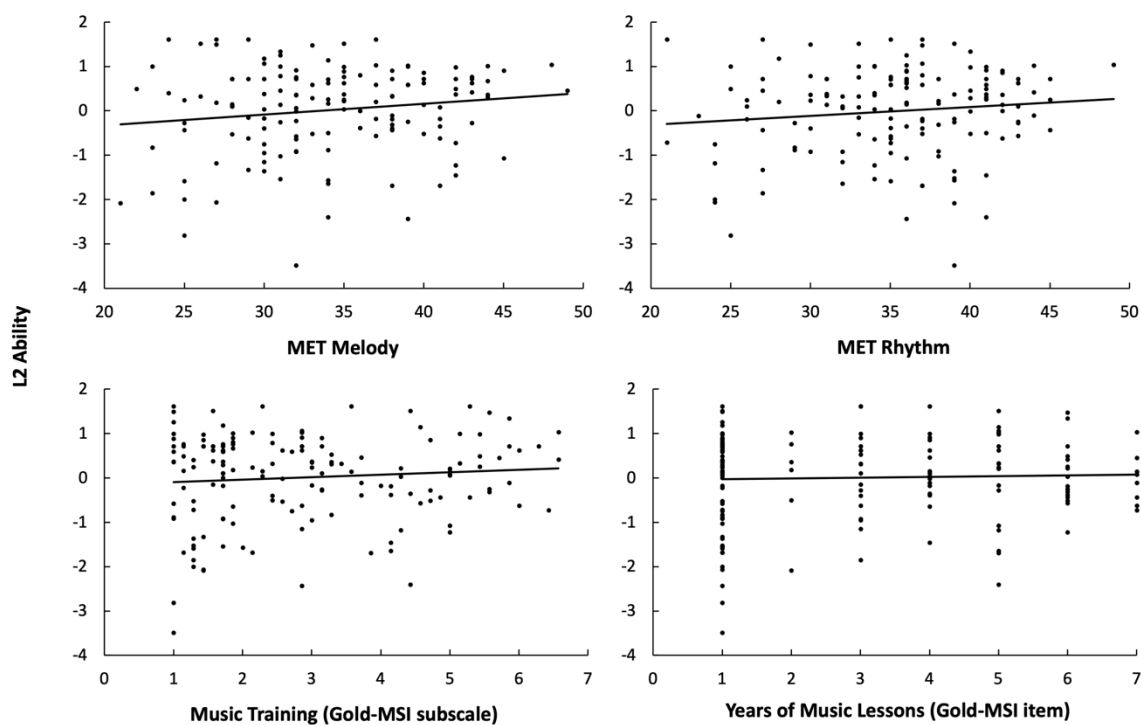 2 1 0 -1 -2 -3 -4
20 25 30 35 40 45 50
MET Melody
2 1 0 -1 -2 -3 -4
20 25 30 35 40 45 50
MET Rhythm
L2 Ability
2 1 0 -1 -2 -3 -4
0 1 2 3 4 5 6 7
Music Training (Gold-MSI subscale)
2 1 0 -1 -2 -3 -4
0 1 2 3 4 5 6 7
Years of Music Lessons (Gold-MSI item)